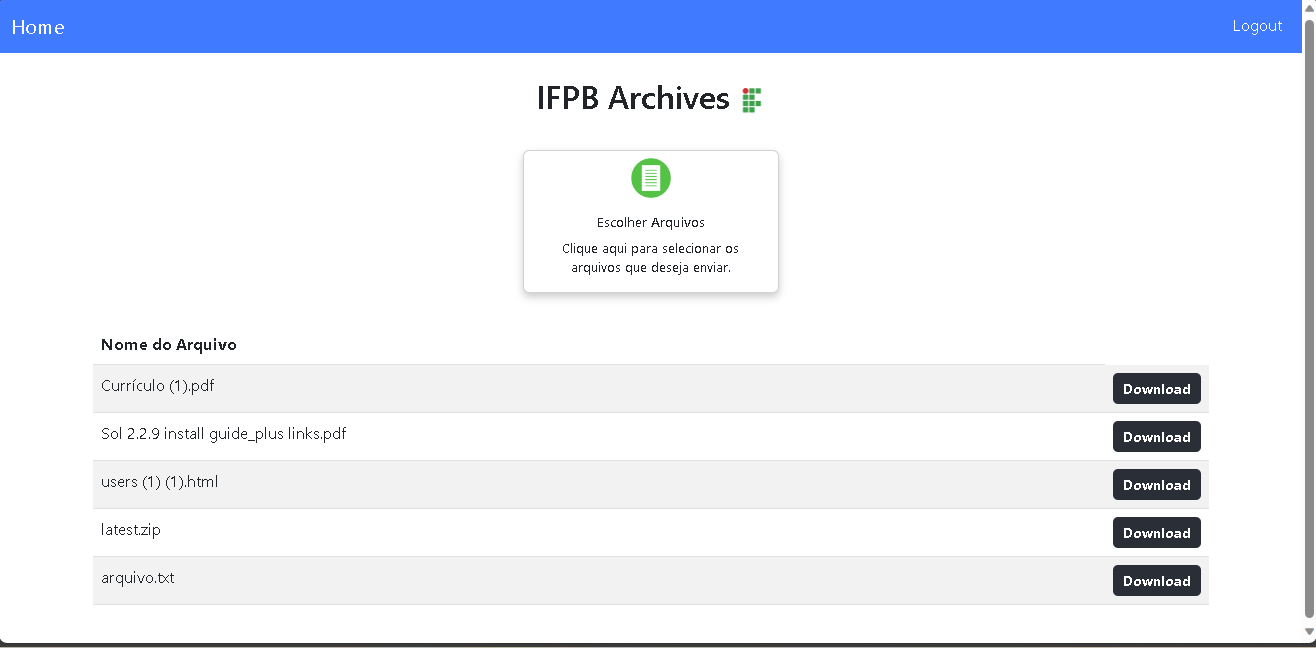 Home
Logout
IFPB Archives
Escolher Arquivos
Clique aqui para selecionar os
arquivos que deseja enviar.
Nome do Arquivo
Currículo (1).pdf
Download
Sol 2.2.9 install guide_plus links.pdf
Download
users (1) (1).html
Download
latest.zip
Download
arquivo.txt
Download